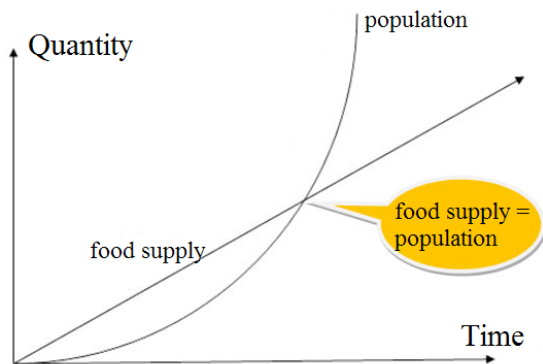 population
Quantity
food supply =
population
food supply
Time